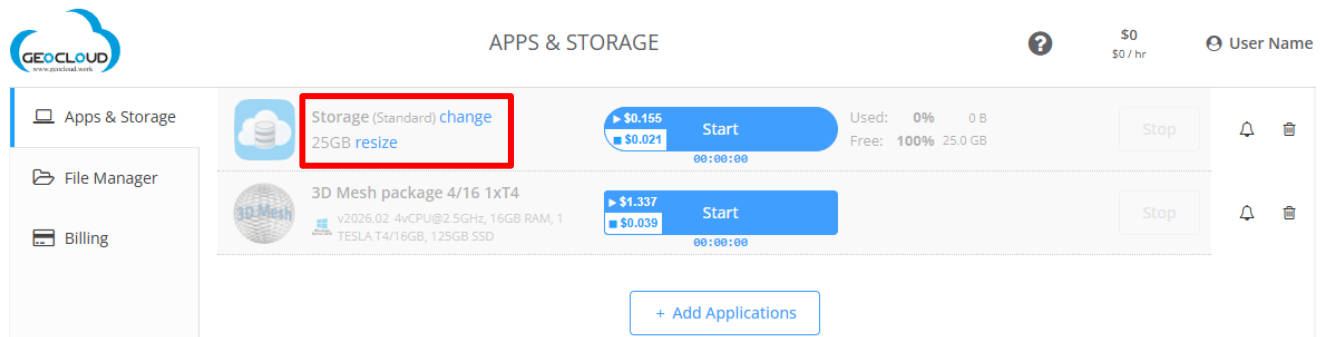 GEOCLOUD
www.geocloud.work
APPS & STORAGE
?
$0
$0 / hr
User Name
Apps & Storage
File Manager
Billing
Storage (Standard) change
25GB resize
$0.155
$0.021
Start
00:00:00
Used: 0% 0 B
Free: 100% 25.0 GB
Stop
3D Mesh
3D Mesh package 4/16 1xT4
v2026.02 4vCPU@2.5GHz, 16GB RAM, 1
TESLA T4/16GB, 125GB SSD
$1.337
$0.039
Start
00:00:00
Stop
+ Add Applications